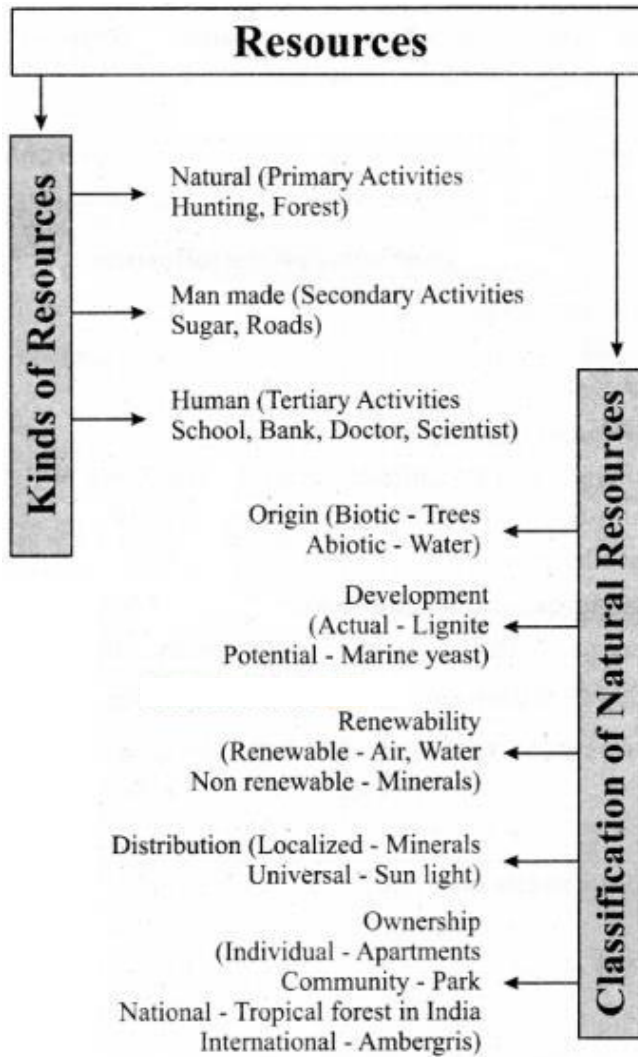 Resources
Kinds of Resources
Natural (Primary Activities
Hunting, Forest)
Man made (Secondary Activities
Sugar, Roads)
Human (Tertiary Activities
School, Bank, Doctor, Scientist)
Classification of Natural Resources
Origin (Biotic - Trees
Abiotic - Water)
Development
(Actual - Lignite
Potential - Marine yeast)
Renewability
(Renewable - Air, Water
Non renewable - Minerals)
Distribution (Localized - Minerals
Universal - Sun light)
Ownership
(Individual - Apartments
Community - Park
National - Tropical forest in India
International - Ambergris)